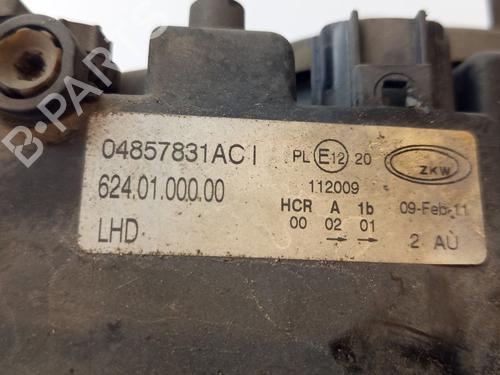 B-PARTS
04857831AC I
624.01.000.00
LHD
PL E12 20
112009
HCR A 1b
00 02 01
→ →
ZKW
09-Feb-11
2 AU